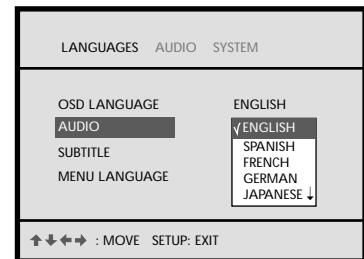 LANGUAGES AUDIO SYSTEM
OSD LANGUAGE ENGLISH
AUDIO √ ENGLISH
SUBTITLE SPANISH
FRENCH
MENU LANGUAGE GERMAN
JAPANESE ↓
↑↓←→ : MOVE SETUP: EXIT